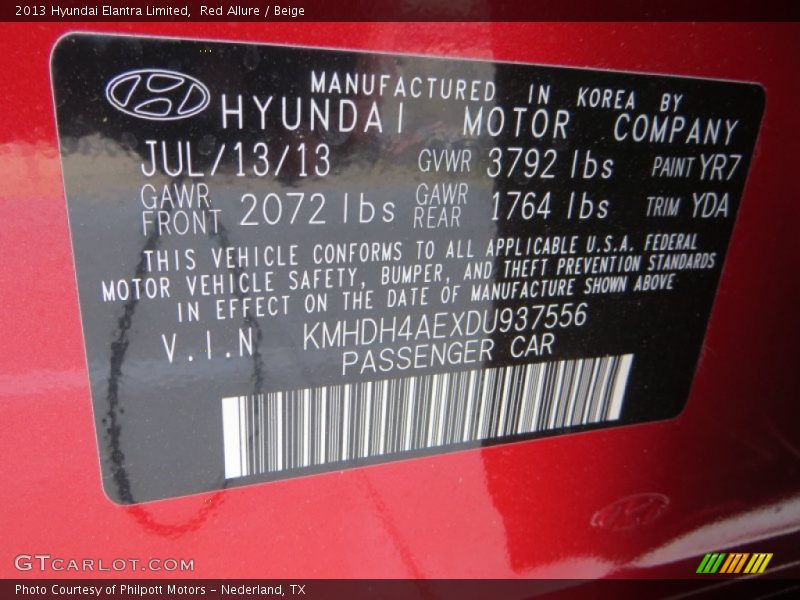 2013 Hyundai Elantra Limited,  Red Allure / Beige
MANUFACTURED IN KOREA BY
HYUNDAI MOTOR COMPANY
JUL/13/13 GVWR 3792 lbs PAINT YR7
GAWR FRONT 2072 lbs GAWR REAR 1764 lbs TRIM YDA
THIS VEHICLE CONFORMS TO ALL APPLICABLE U.S.A. FEDERAL
MOTOR VEHICLE SAFETY, BUMPER, AND THEFT PREVENTION STANDARDS
IN EFFECT ON THE DATE OF MANUFACTURE SHOWN ABOVE
V.I.N KMHDH4AEXDU937556
PASSENGER CAR
GTCARLOT.COM
Photo Courtesy of Philpott Motors - Nederland, TX